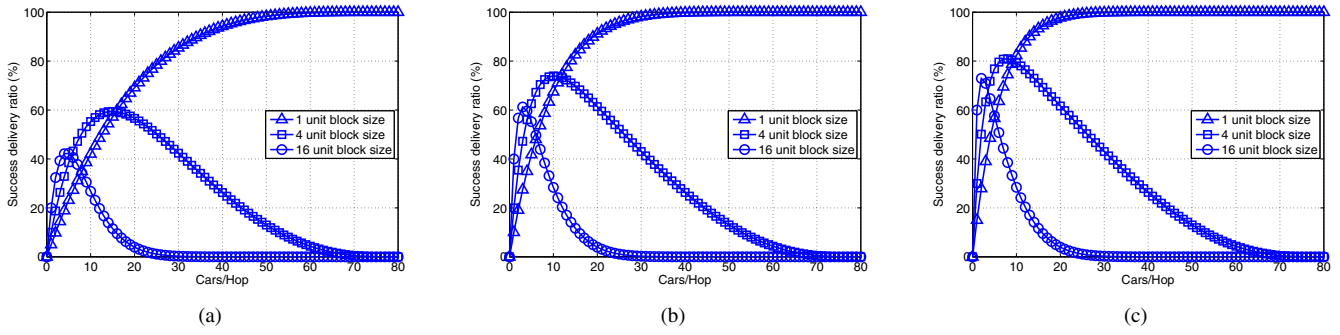 Success delivery ratio (%)
100
80
60
40
20
0
1 unit block size
4 unit block size
16 unit block size
0 10 20 30 40 50 60 70 80
Cars/Hop
(a)
Success delivery ratio (%)
100
80
60
40
20
0
1 unit block size
4 unit block size
16 unit block size
0 10 20 30 40 50 60 70 80
Cars/Hop
(b)
Success delivery ratio (%)
100
80
60
40
20
0
1 unit block size
4 unit block size
16 unit block size
0 10 20 30 40 50 60 70 80
Cars/Hop
(c)